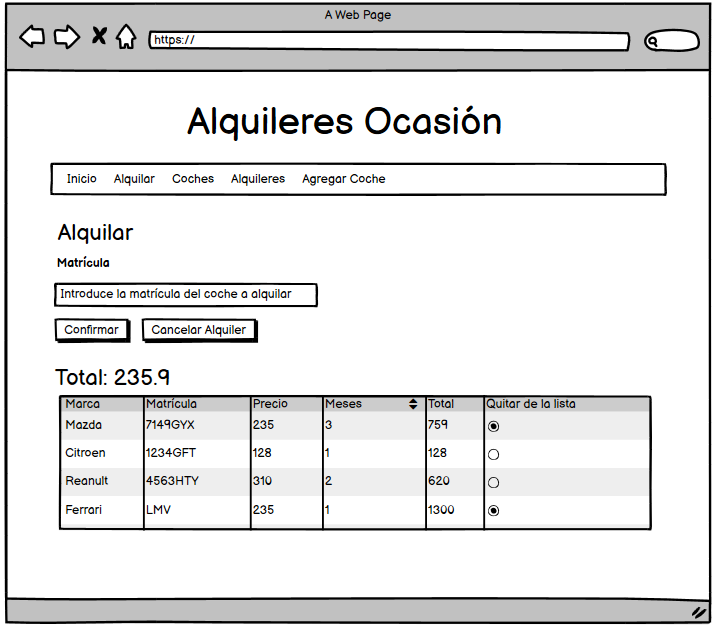 A Web Page
https://
Alquileres Ocasión
Inicio Alquilar Coches Alquileres Agregar Coche
Alquilar
Matrícula
Introduce la matrícula del coche a alquilar
Confirmar Cancelar Alquiler
Total: 235.9
Marca Matrícula Precio Meses Total Quitar de la lista
Mazda 7149GYX 235 3 759
Citroen 1234GFT 128 1 128
Reanult 4563HTY 310 2 620
Ferrari LMV 235 1 1300